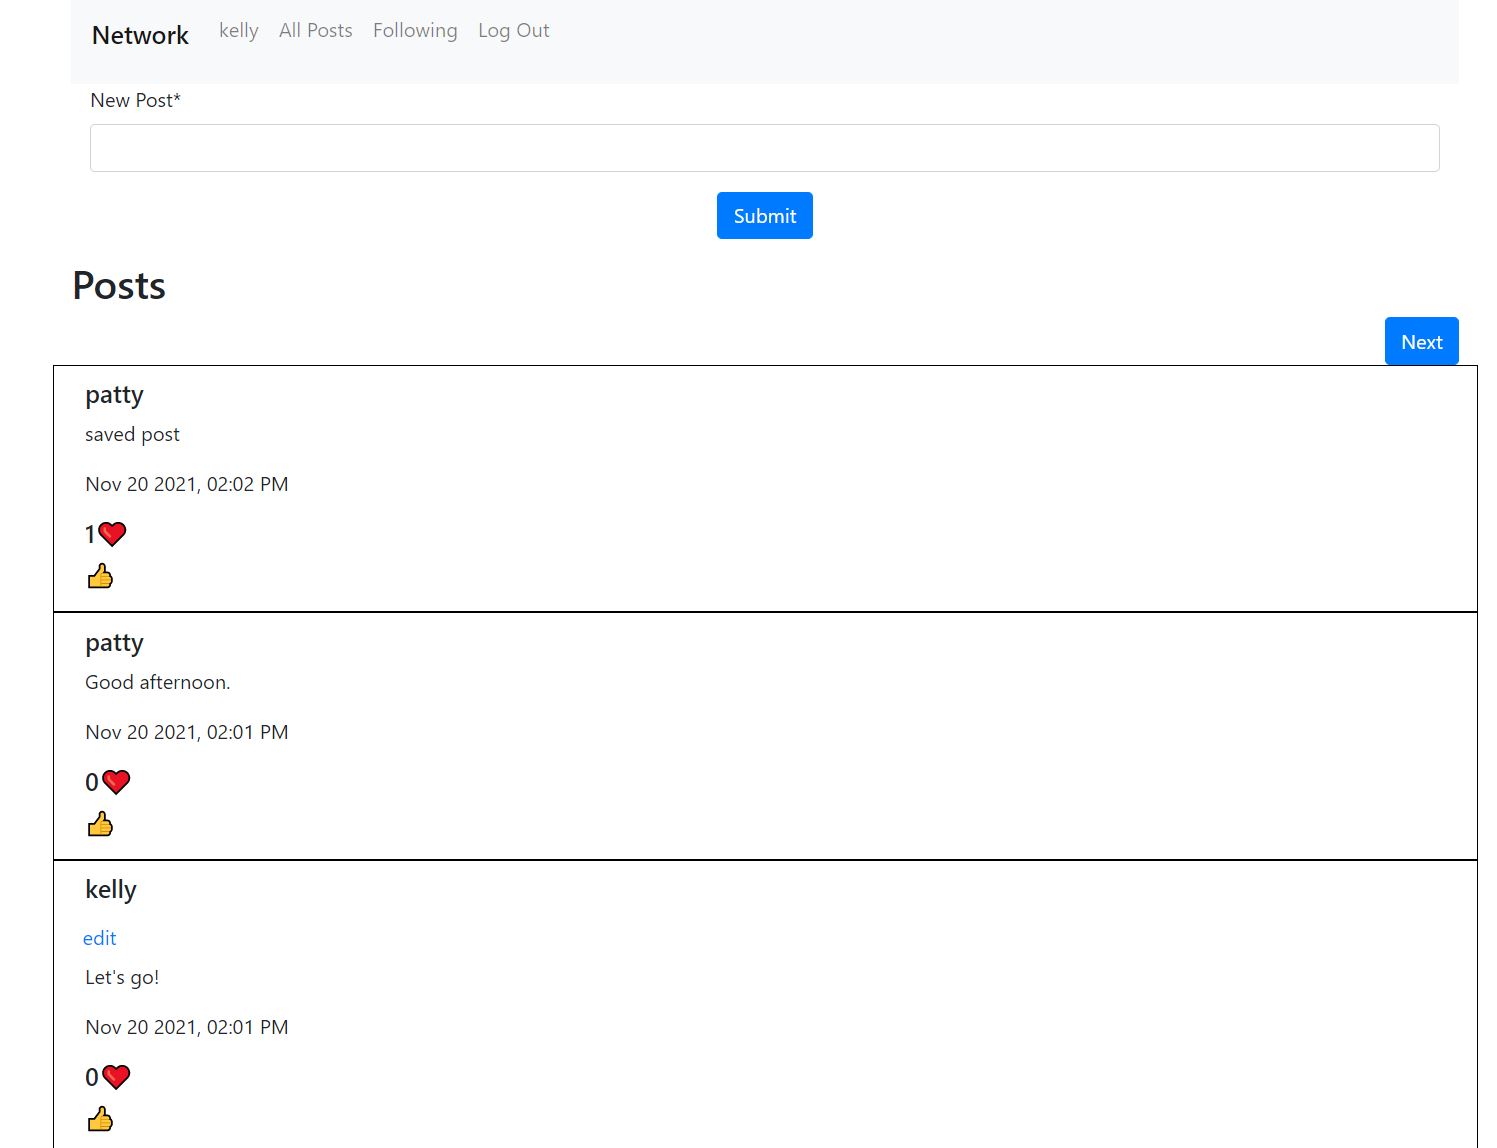 Network kelly All Posts Following Log Out
New Post*
Submit
Posts
Next
patty
saved post
Nov 20 2021, 02:02 PM
1
patty
Good afternoon.
Nov 20 2021, 02:01 PM
0
kelly
edit
Let's go!
Nov 20 2021, 02:01 PM
0